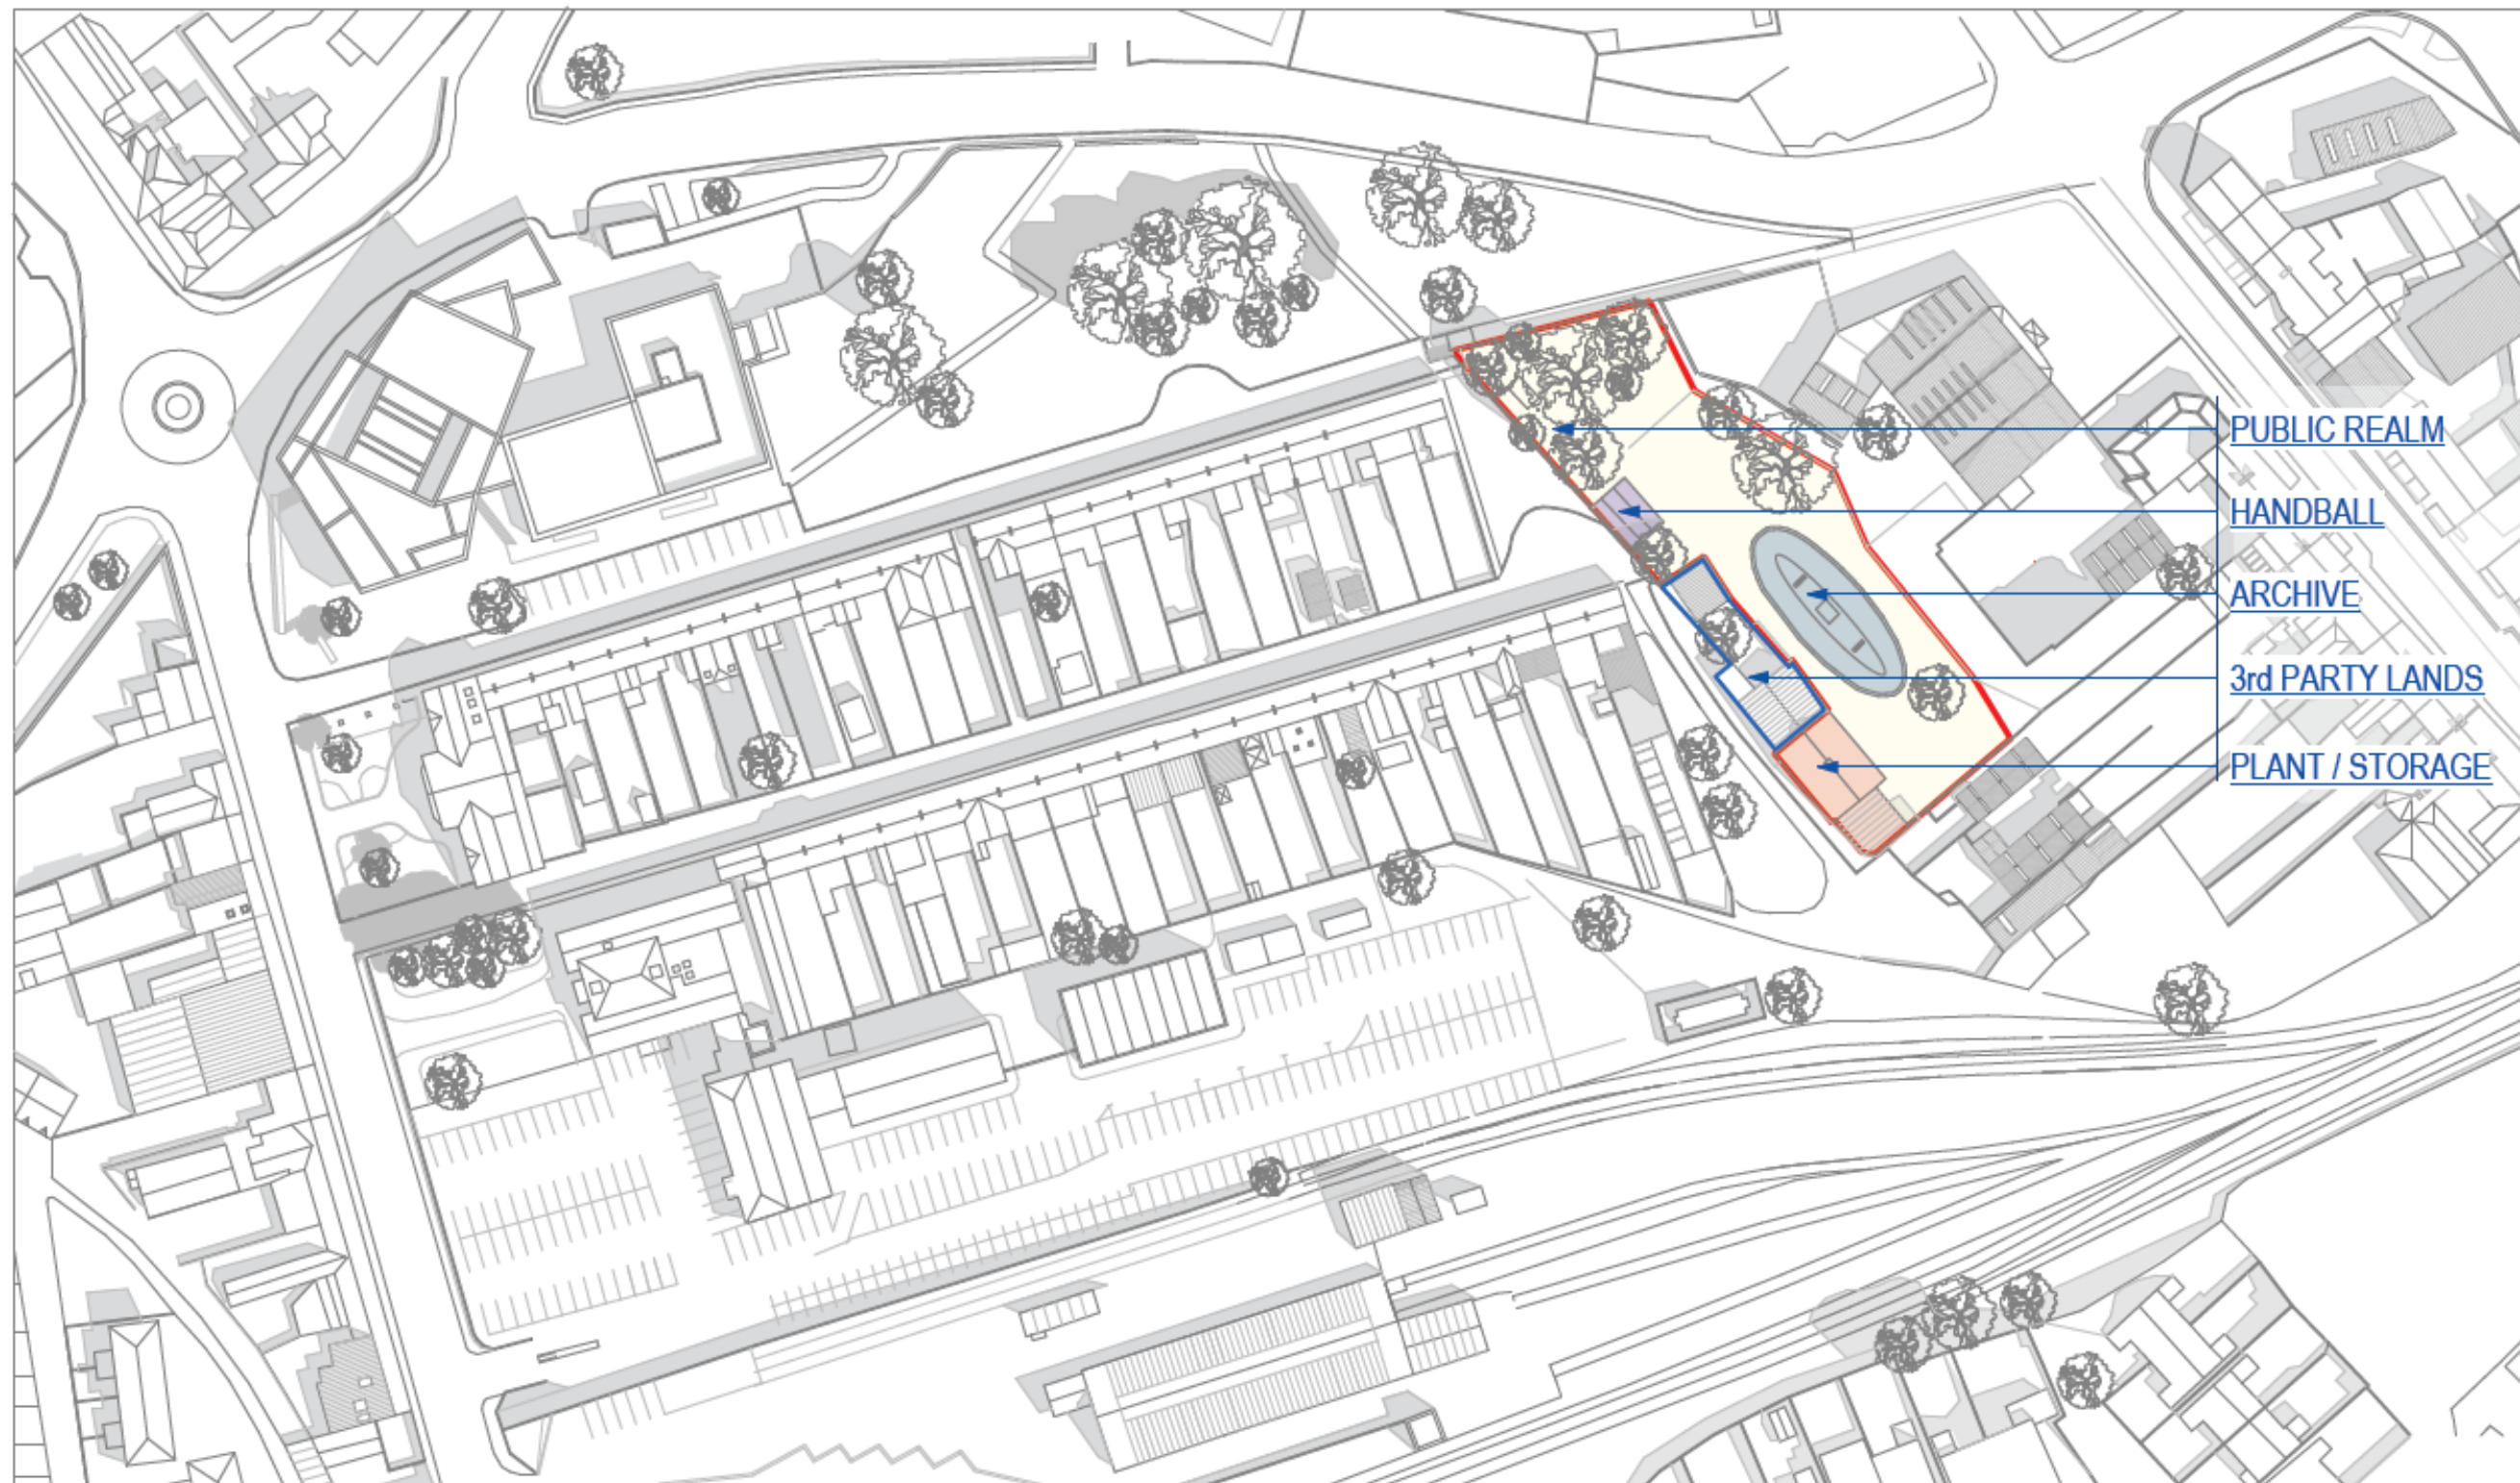 PUBLIC REALM
HANDBALL
ARCHIVE
3rd PARTY LANDS
PLANT / STORAGE